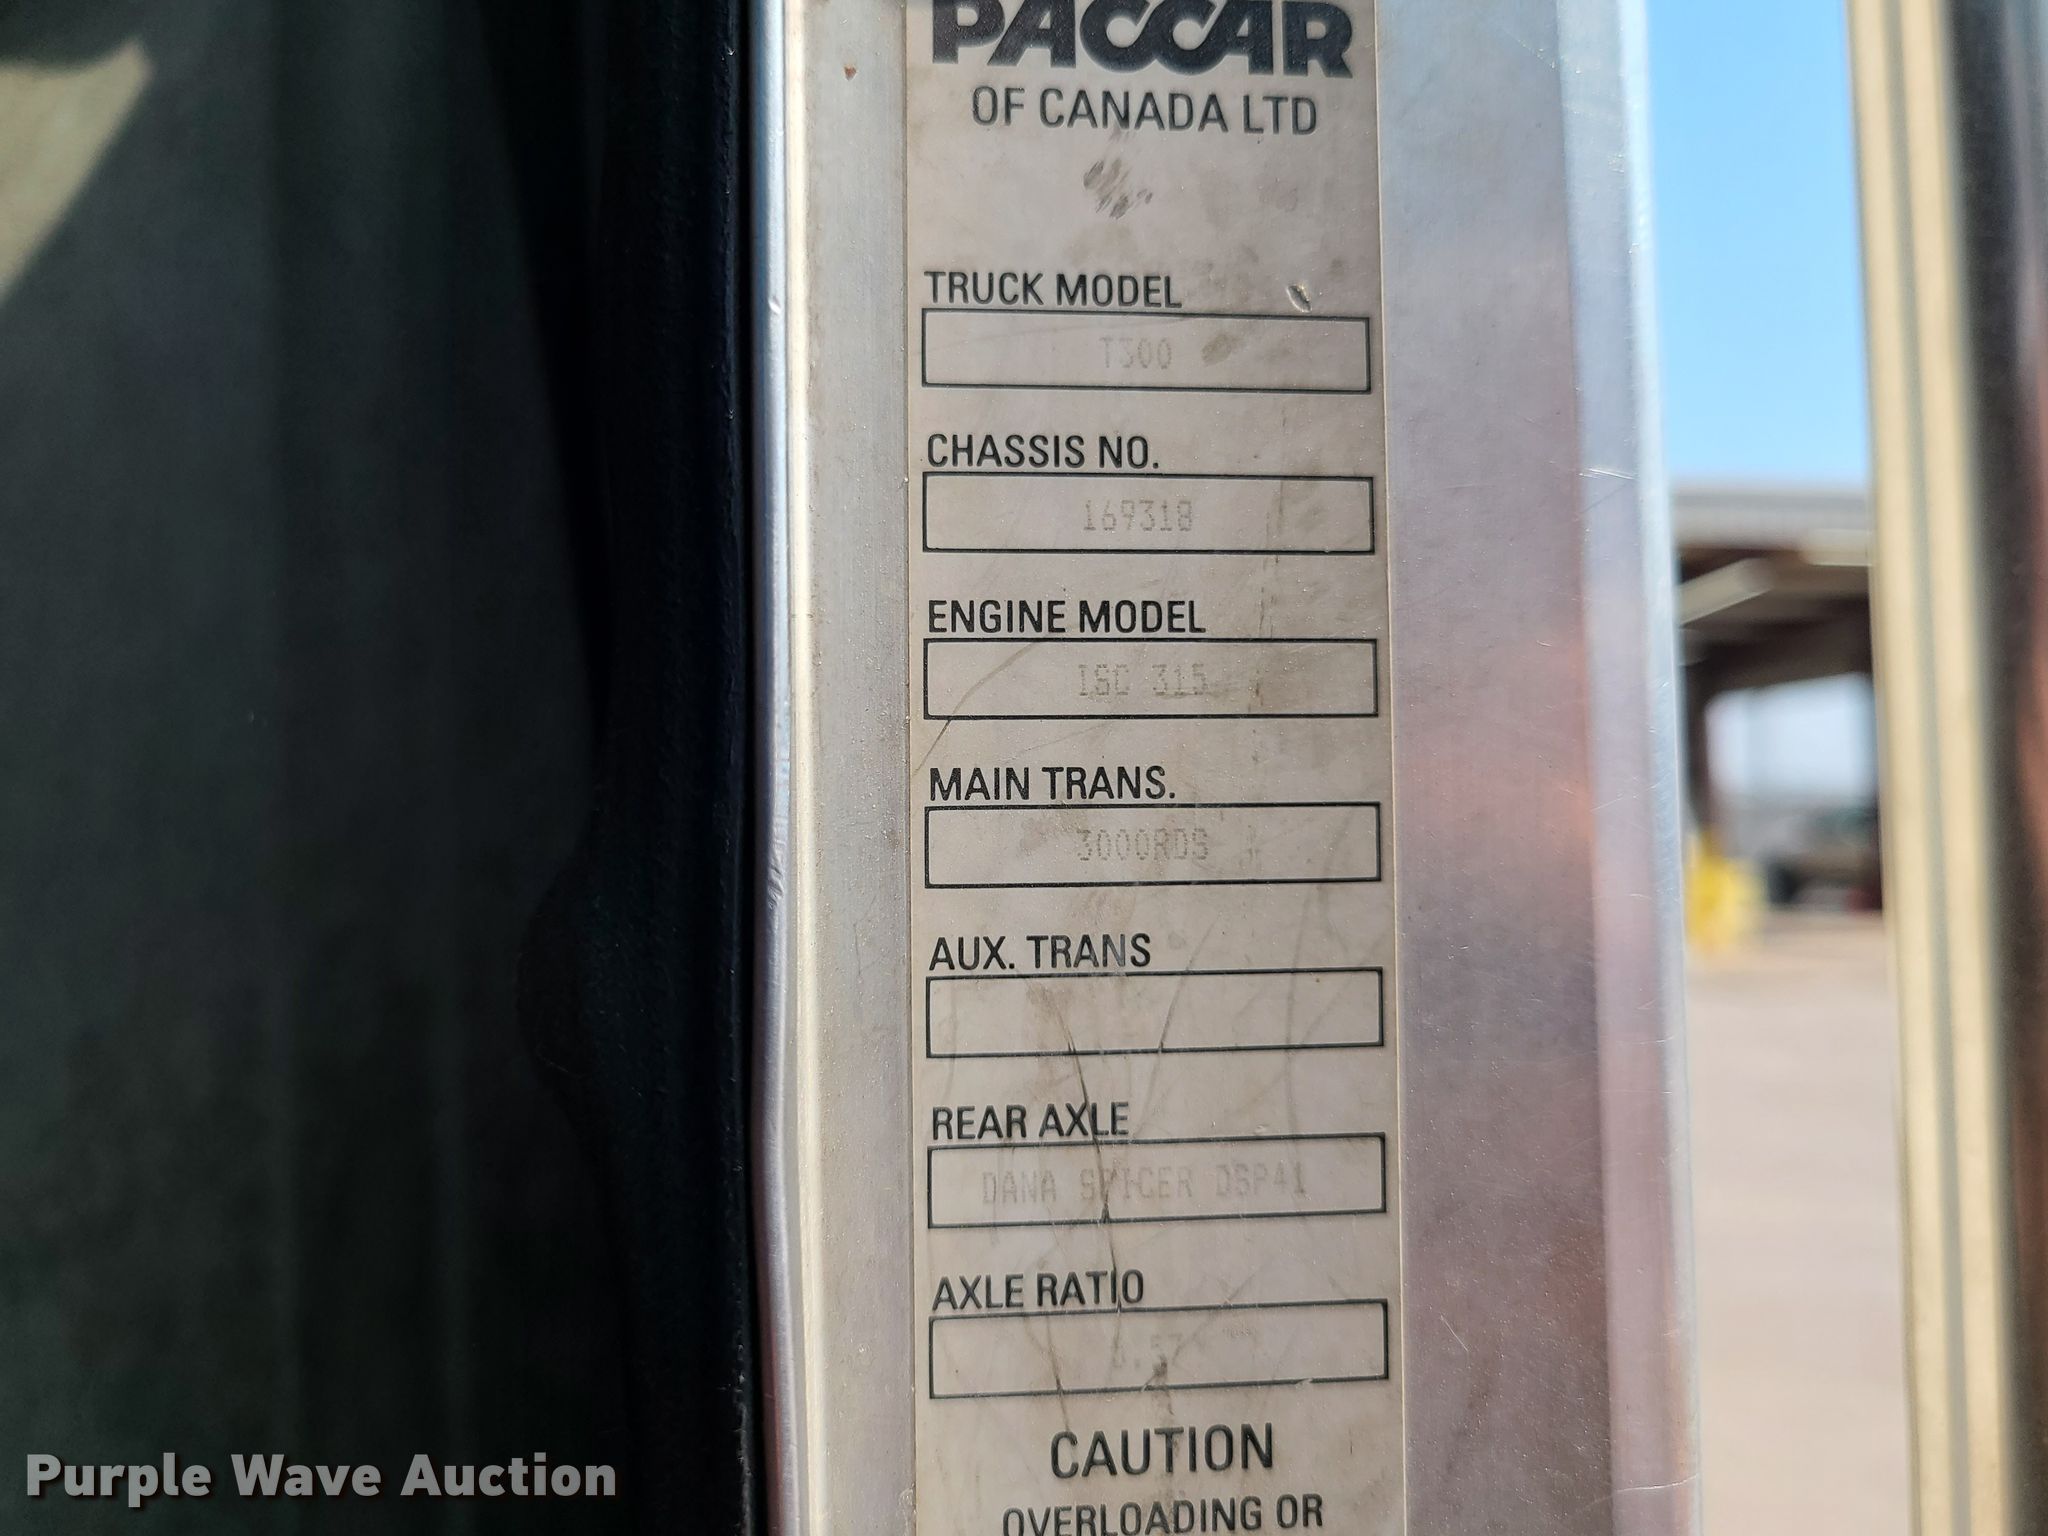 PACCAR
OF CANADA LTD
TRUCK MODEL
T300
CHASSIS NO.
169318
ENGINE MODEL
ISC 315
MAIN TRANS.
3000RDS
AUX. TRANS
REAR AXLE
DANA SPICER DSP41
AXLE RATIO
CAUTION
OVERLOADING OR
Purple Wave Auction